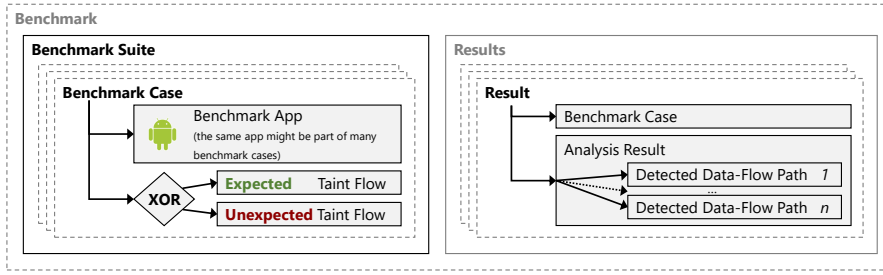 Benchmark
Benchmark Suite
Benchmark Case
Benchmark App
(the same app might be part of many
benchmark cases)
XOR
Expected Taint Flow
Unexpected Taint Flow
Results
Result
Benchmark Case
Analysis Result
Detected Data-Flow Path 1
...
Detected Data-Flow Path n